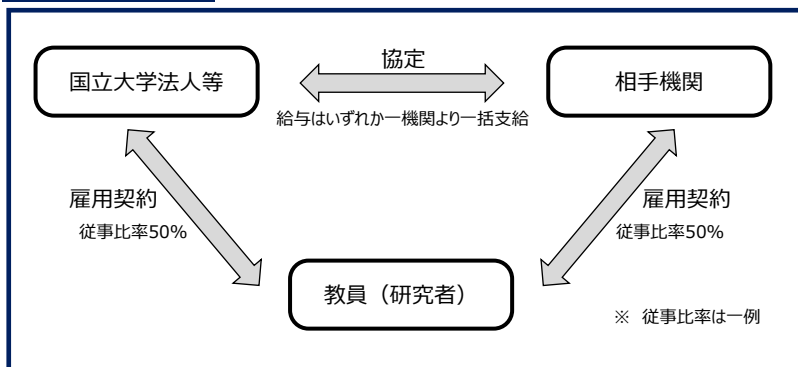 協定
国立大学法人等
相手機関
給与はいずれか一機関より一括支給
雇用契約
従事比率50%
雇用契約
従事比率50%
教員（研究者）
※ 従事比率は一例